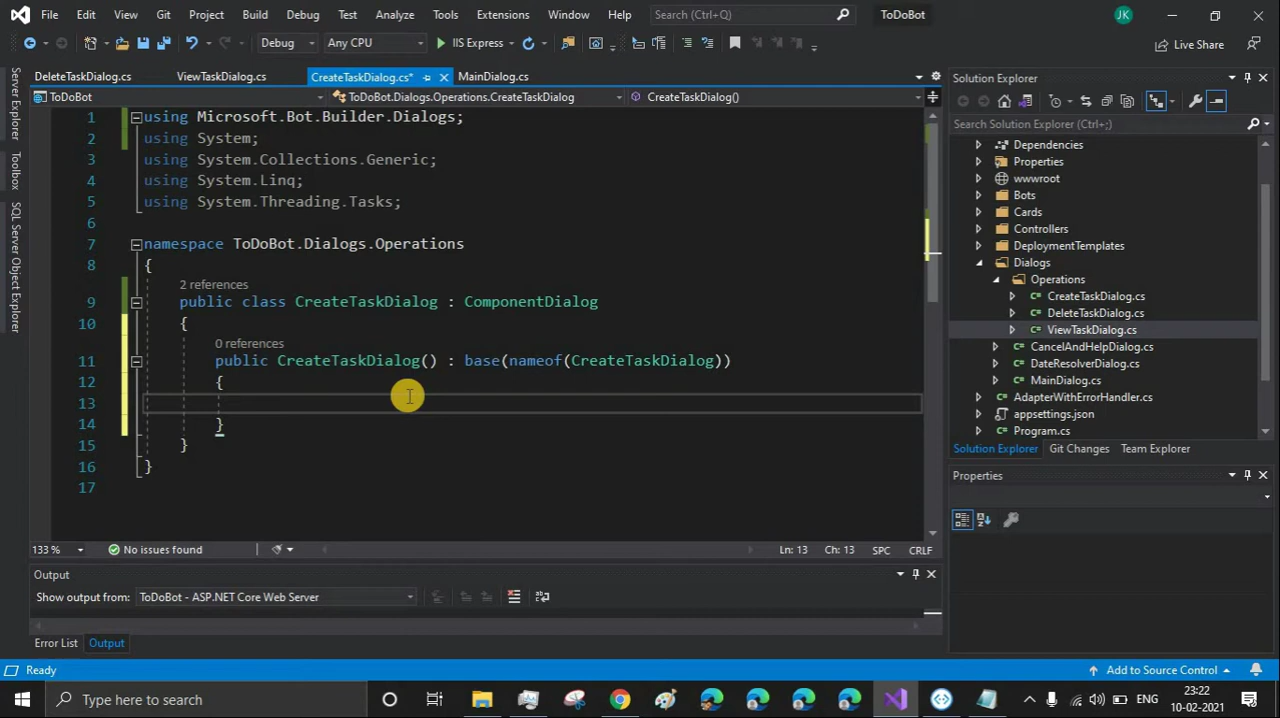 File Edit View Git Project Build Debug Test Analyze Tools Extensions Window Help Search (Ctrl+Q) ToDoBot JK
Debug Any CPU IIS Express Live Share
Server Explorer
Toolbox
SQL Server Object Explorer
DeleteTaskDialog.cs ViewTaskDialog.cs CreateTaskDialog.cs* MainDialog.cs
ToDoBot ToDoBot.Dialogs.Operations.CreateTaskDialog CreateTaskDialog()
1 using Microsoft.Bot.Builder.Dialogs;
2 using System;
3 using System.Collections.Generic;
4 using System.Linq;
5 using System.Threading.Tasks;
6
7 namespace ToDoBot.Dialogs.Operations
8 {
2 references
9 public class CreateTaskDialog : ComponentDialog
10 {
0 references
11 public CreateTaskDialog() : base(nameof(CreateTaskDialog))
12 {
13
14 }
15 }
16 }
17
133 % No issues found Ln: 13 Ch: 13 SPC CRLF
Output
Show output from: ToDoBot - ASP.NET Core Web Server
Error List Output
Solution Explorer
Search Solution Explorer (Ctrl+;)
Dependencies
Properties
wwwroot
Bots
Cards
Controllers
DeploymentTemplates
Dialogs
Operations
C# CreateTaskDialog.cs
C# DeleteTaskDialog.cs
C# ViewTaskDialog.cs
C# CancelAndHelpDialog.cs
C# DateResolverDialog.cs
C# MainDialog.cs
C# AdapterWithErrorHandler.cs
appsettings.json
C# Program.cs
Solution Explorer Git Changes Team Explorer
Properties
Ready Add to Source Control
Type here to search ENG 23:22
10-02-2021